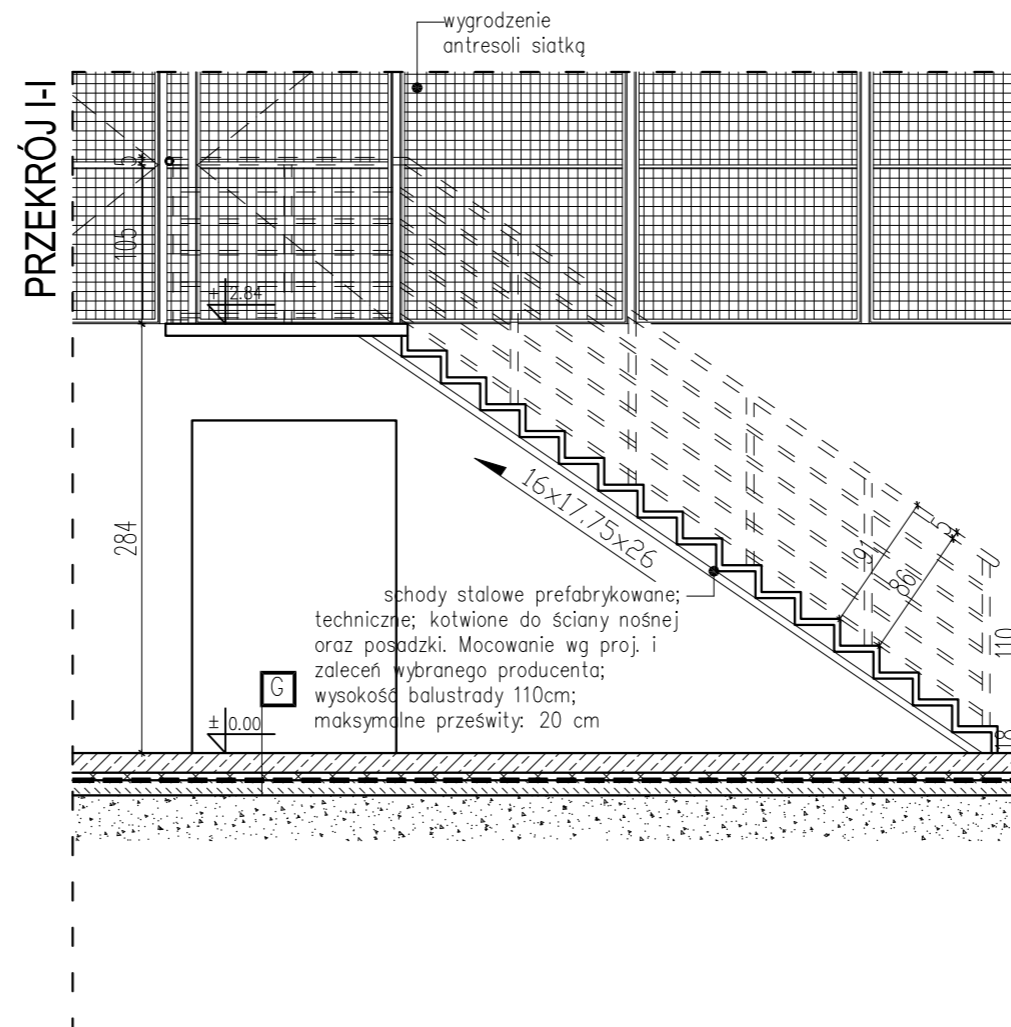 wygrodzenie
antresoli siatką
PRZEKRÓJ I-I
5
105
± 2.84
284
16x17.75x26
91
5
86
110
18
schody stalowe prefabrykowane;
techniczne; kotwione do ściany nośnej
oraz posadzki. Mocowanie wg proj. i
zaleceń wybranego producenta;
wysokość balustrady 110cm;
maksymalne prześwity: 20 cm
G
± 0.00